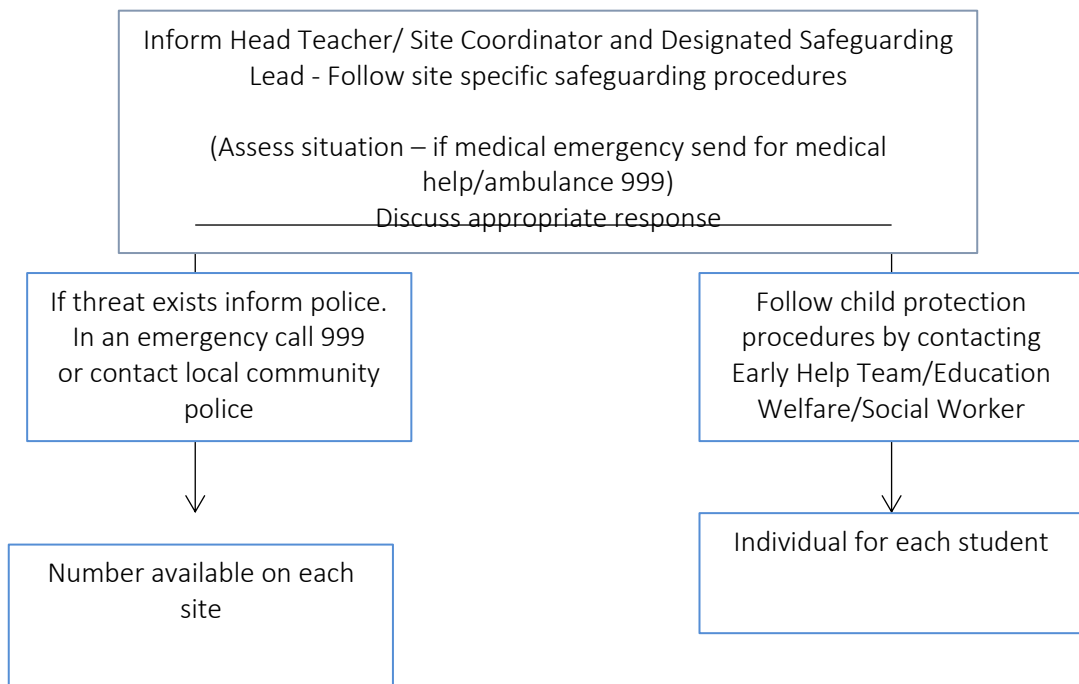 Inform Head Teacher/ Site Coordinator and Designated Safeguarding
Lead - Follow site specific safeguarding procedures
(Assess situation – if medical emergency send for medical
help/ambulance 999)
Discuss appropriate response
If threat exists inform police.
In an emergency call 999
or contact local community
police
Follow child protection
procedures by contacting
Early Help Team/Education
Welfare/Social Worker
Number available on each
site
Individual for each student